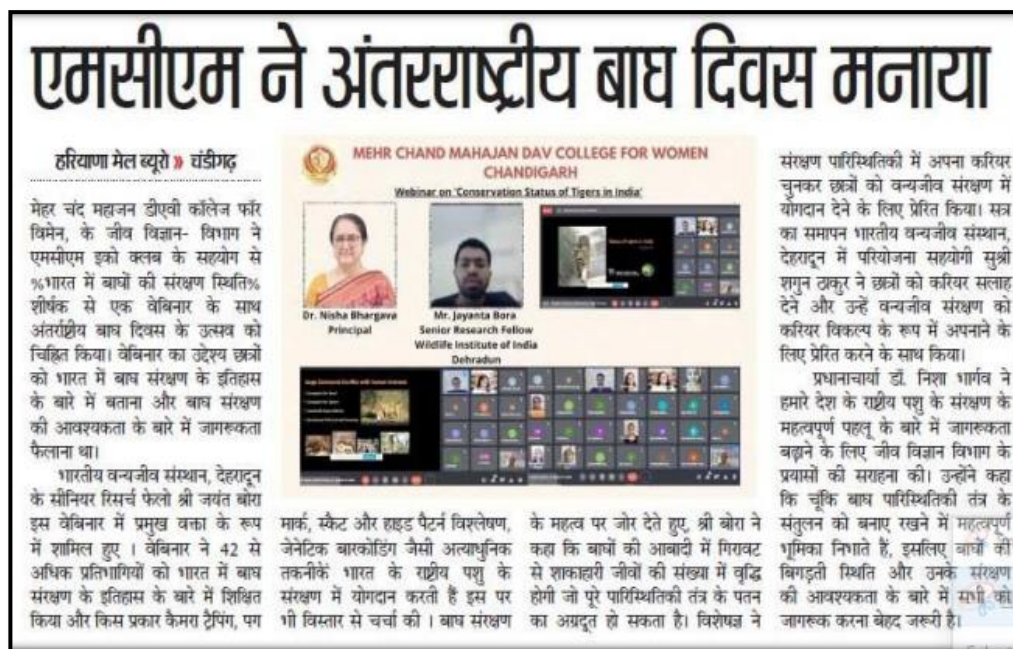 एमसीएम ने अंतरराष्ट्रीय बाघ दिवस मनाया
हरियाणा मेल ब्यूरो » चंडीगढ़
मेहर चंद महाजन डीएवी कॉलेज फॉर
विमेन, के जीव विज्ञान- विभाग ने
एमसीएम इको क्लब के सहयोग से
%भारत में बाघों की संरक्षण स्थिति%
शीर्षक से एक वेबिनार के साथ
अंतर्राष्ट्रीय बाघ दिवस के उत्सव को
चिह्नित किया। वेबिनार का उद्देश्य छात्रों
को भारत में बाघ संरक्षण के इतिहास
के बारे में बताना और बाघ संरक्षण
की आवश्यकता के बारे में जागरूकता
फैलाना था।
भारतीय वन्यजीव संस्थान, देहरादून
के सीनियर रिसर्च फेलो श्री जयंत बोरा
इस वेबिनार में प्रमुख वक्ता के रूप
में शामिल हुए । वेबिनार ने 42 से
अधिक प्रतिभागियों को भारत में बाघ
संरक्षण के इतिहास के बारे में शिक्षित
किया और किस प्रकार कैमरा ट्रैपिंग, पग
MEHR CHAND MAHAJAN DAV COLLEGE FOR WOMEN
CHANDIGARH
Webinar on 'Conservation Status of Tigers in India'
Dr. Nisha Bhargava
Principal
Mr. Jayanta Bora
Senior Research Fellow
Wildlife Institute of India
Dehradun
मार्क, स्कैट और हाइड पैटर्न विश्लेषण,
जेनेटिक बारकोडिंग जैसी अत्याधुनिक
तकनीकें भारत के राष्ट्रीय पशु के
संरक्षण में योगदान करती हैं इस पर
भी विस्तार से चर्चा की । बाघ संरक्षण
के महत्व पर जोर देते हुए, श्री बोरा ने
कहा कि बाघों की आबादी में गिरावट
से शाकाहारी जीवों की संख्या में वृद्धि
होगी जो पूरे पारिस्थितिकी तंत्र के पतन
का अग्रदूत हो सकता है। विशेषज्ञ ने
संरक्षण पारिस्थितिकी में अपना करियर
चुनकर छात्रों को वन्यजीव संरक्षण में
योगदान देने के लिए प्रेरित किया। सत्र
का समापन भारतीय वन्यजीव संस्थान,
देहरादून में परियोजना सहयोगी सुश्री
शगुन ठाकुर ने छात्रों को करियर सलाह
देने और उन्हें वन्यजीव संरक्षण को
करियर विकल्प के रूप में अपनाने के
लिए प्रेरित करने के साथ किया।
प्रधानाचार्या डॉ. निशा भार्गव ने
हमारे देश के राष्ट्रीय पशु के संरक्षण के
महत्वपूर्ण पहलू के बारे में जागरूकता
बढ़ाने के लिए जीव विज्ञान विभाग के
प्रयासों की सराहना की। उन्होंने कहा
कि चूंकि बाघ पारिस्थितिकी तंत्र के
संतुलन को बनाए रखने में महत्वपूर्ण
भूमिका निभाते हैं, इसलिए बाघों की
बिगड़ती स्थिति और उनके संरक्षण
की आवश्यकता के बारे में सभी को
जागरूक करना बेहद जरूरी है।